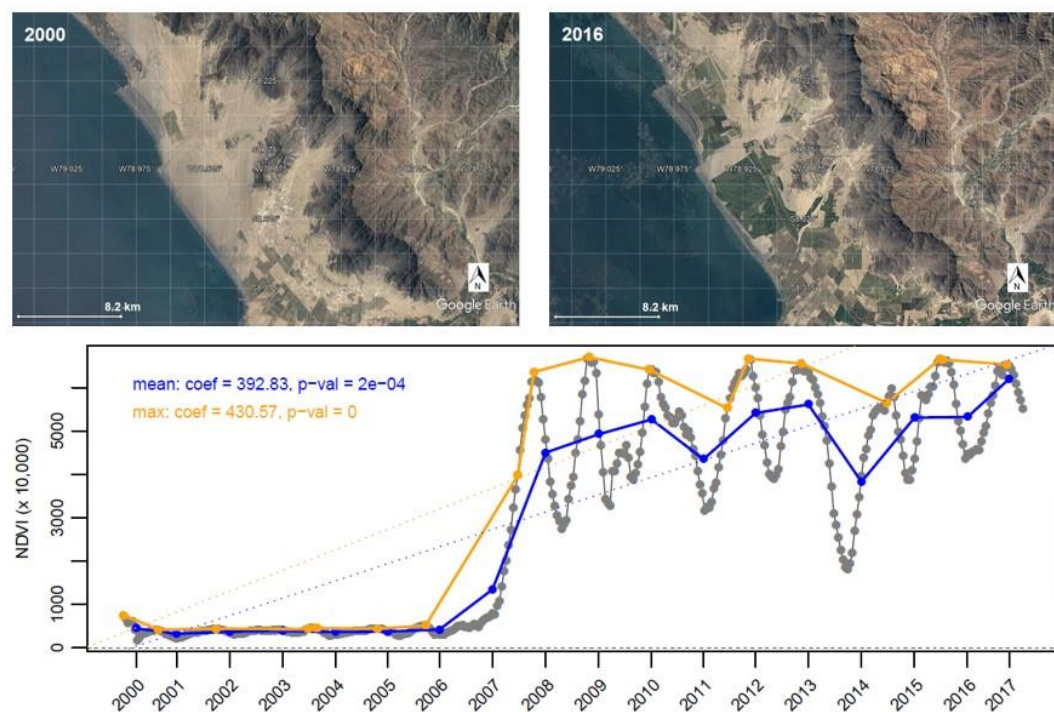 2000
S8.225
W79.025
W78.975
8.2 km
N
Google Earth
2016
W79 025
W78 975
8.2 km
N
Google Earth
mean: coef = 392.83, p−val = 2e−04
max: coef = 430.57, p−val = 0
NDVI (x 10,000)
5000
3000
1000
0
2000
2001
2002
2003
2004
2005
2006
2007
2008
2009
2010
2011
2012
2013
2014
2015
2016
2017